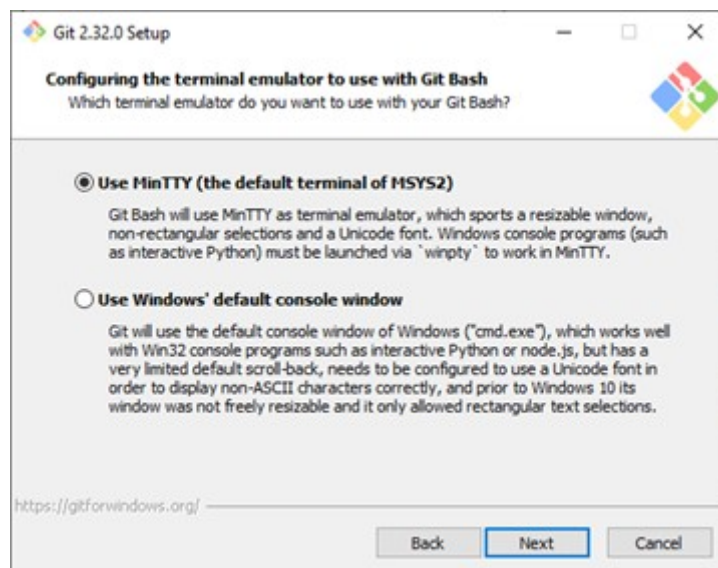 Git 2.32.0 Setup
Configuring the terminal emulator to use with Git Bash
Which terminal emulator do you want to use with your Git Bash?
Use MinTTY (the default terminal of MSYS2)
Git Bash will use MinTTY as terminal emulator, which sports a resizable window,
non-rectangular selections and a Unicode font. Windows console programs (such
as interactive Python) must be launched via `winpty` to work in MinTTY.
Use Windows' default console window
Git will use the default console window of Windows ("cmd.exe"), which works well
with Win32 console programs such as interactive Python or node.js, but has a
very limited default scroll-back, needs to be configured to use a Unicode font in
order to display non-ASCII characters correctly, and prior to Windows 10 its
window was not freely resizable and it only allowed rectangular text selections.
https://gitforwindows.org/
Back Next Cancel